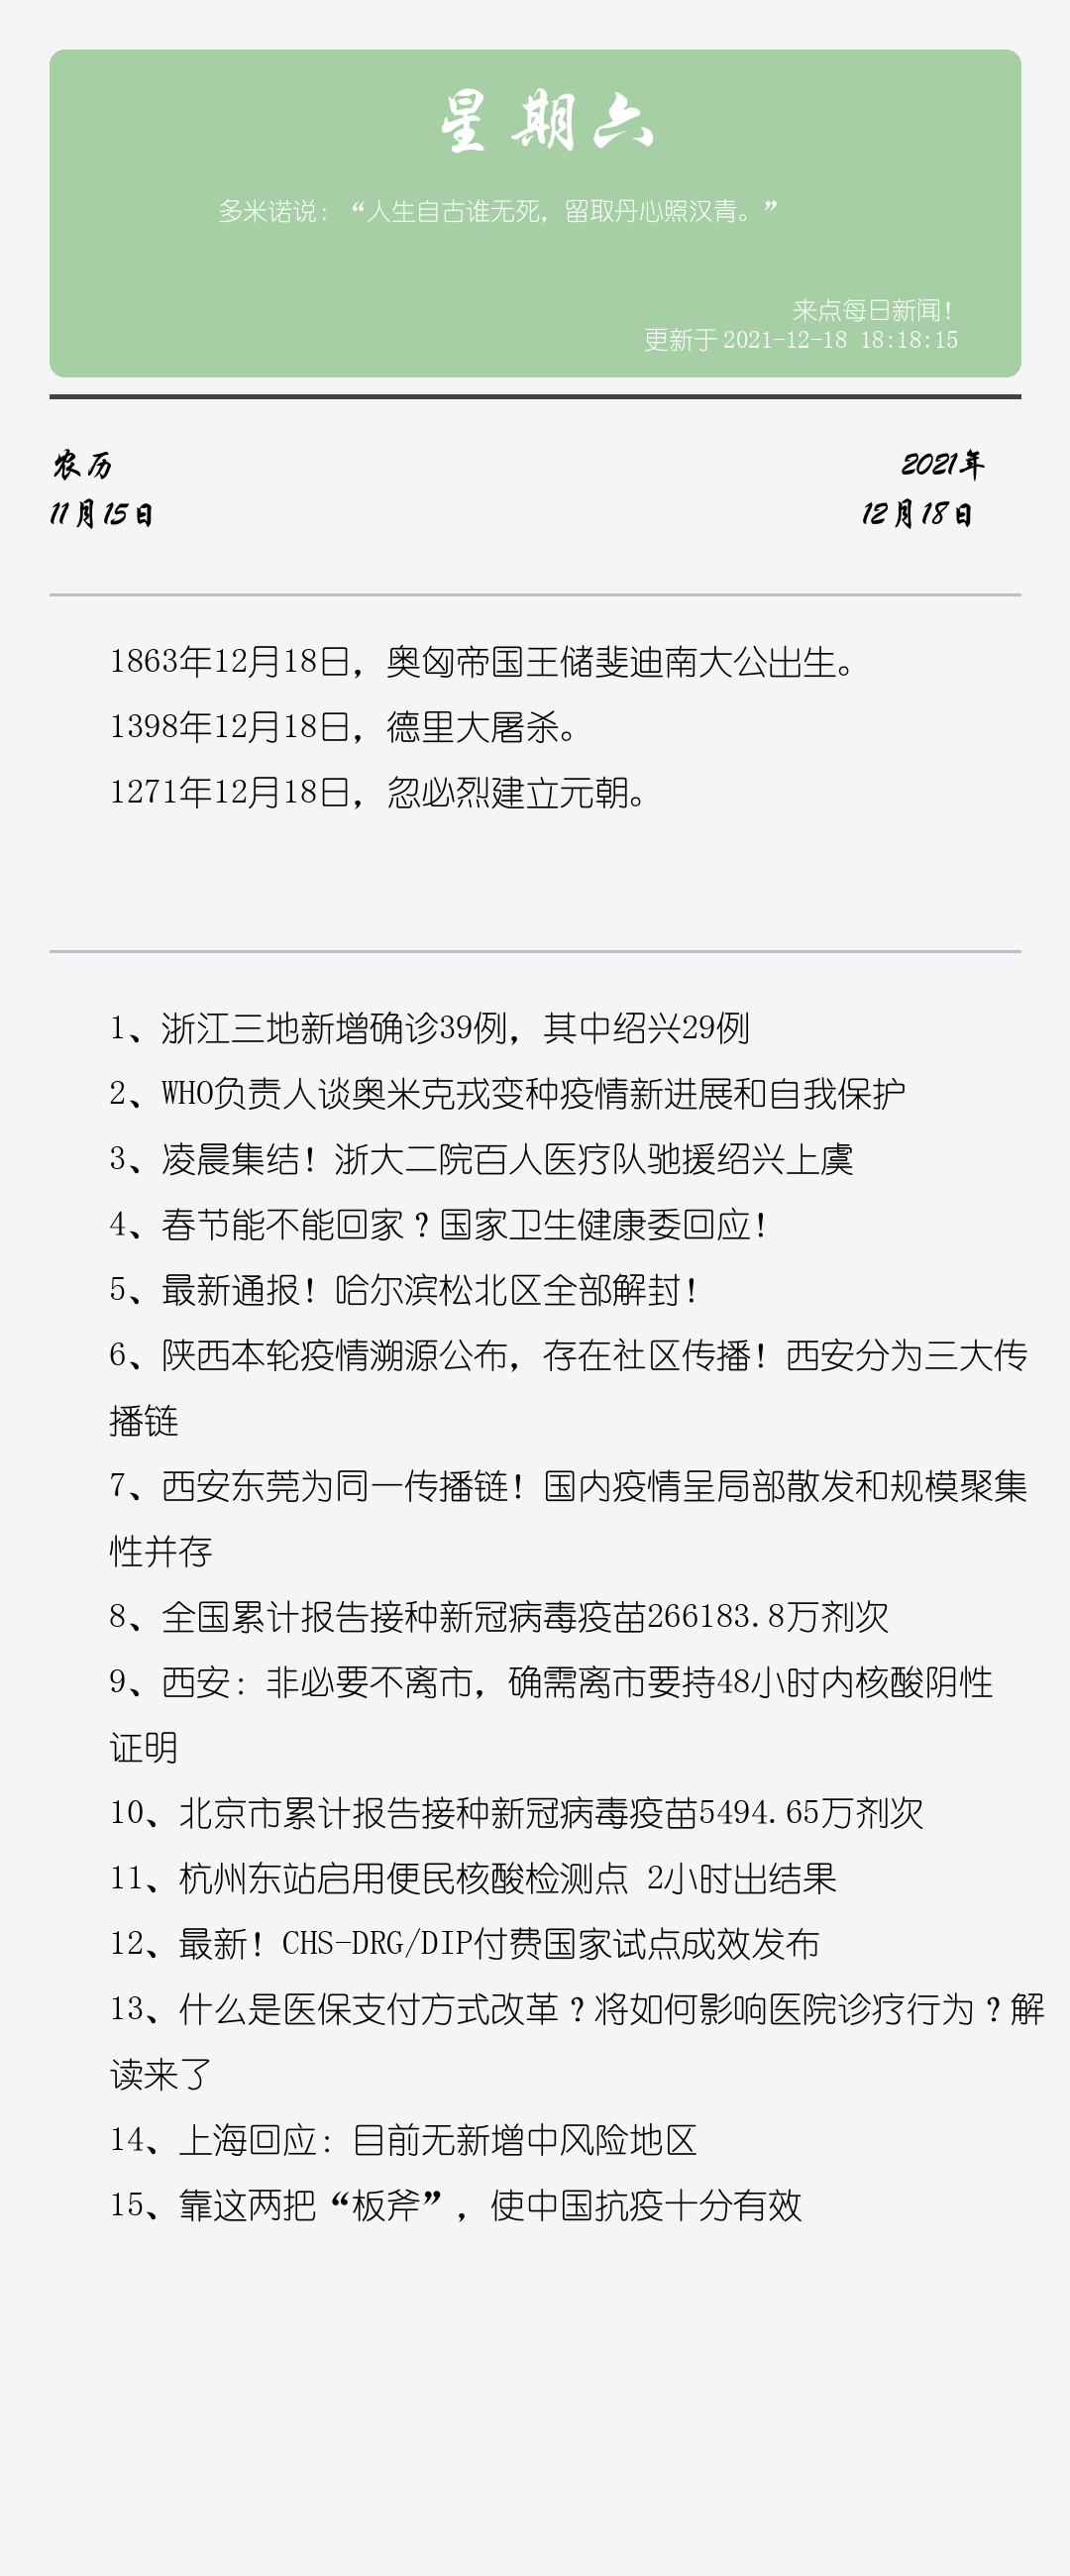 星期六
多米诺说：“人生自古谁无死，留取丹心照汉青。”
来点每日新闻！
更新于 2021-12-18 18:18:15
农历
2021年
11月15日
12月18日
1863年12月18日，奥匈帝国王储斐迪南大公出生。
1398年12月18日，德里大屠杀。
1271年12月18日，忽必烈建立元朝。
1、浙江三地新增确诊39例，其中绍兴29例
2、WHO负责人谈奥米克戎变种疫情新进展和自我保护
3、凌晨集结！浙大二院百人医疗队驰援绍兴上虞
4、春节能不能回家？国家卫生健康委回应！
5、最新通报！哈尔滨松北区全部解封！
6、陕西本轮疫情溯源公布，存在社区传播！西安分为三大传
播链
7、西安东莞为同一传播链！国内疫情呈局部散发和规模聚集
性并存
8、全国累计报告接种新冠病毒疫苗266183.8万剂次
9、西安：非必要不离市，确需离市要持48小时内核酸阴性
证明
10、北京市累计报告接种新冠病毒疫苗5494.65万剂次
11、杭州东站启用便民核酸检测点 2小时出结果
12、最新！CHS-DRG/DIP付费国家试点成效发布
13、什么是医保支付方式改革？将如何影响医院诊疗行为？解
读来了
14、上海回应：目前无新增中风险地区
15、靠这两把“板斧”，使中国抗疫十分有效